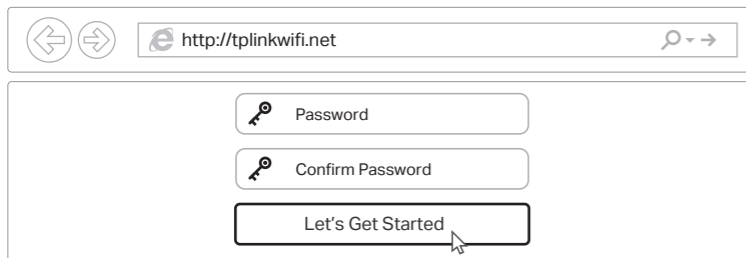 http://tplinkwifi.net
Password
Confirm Password
Let's Get Started